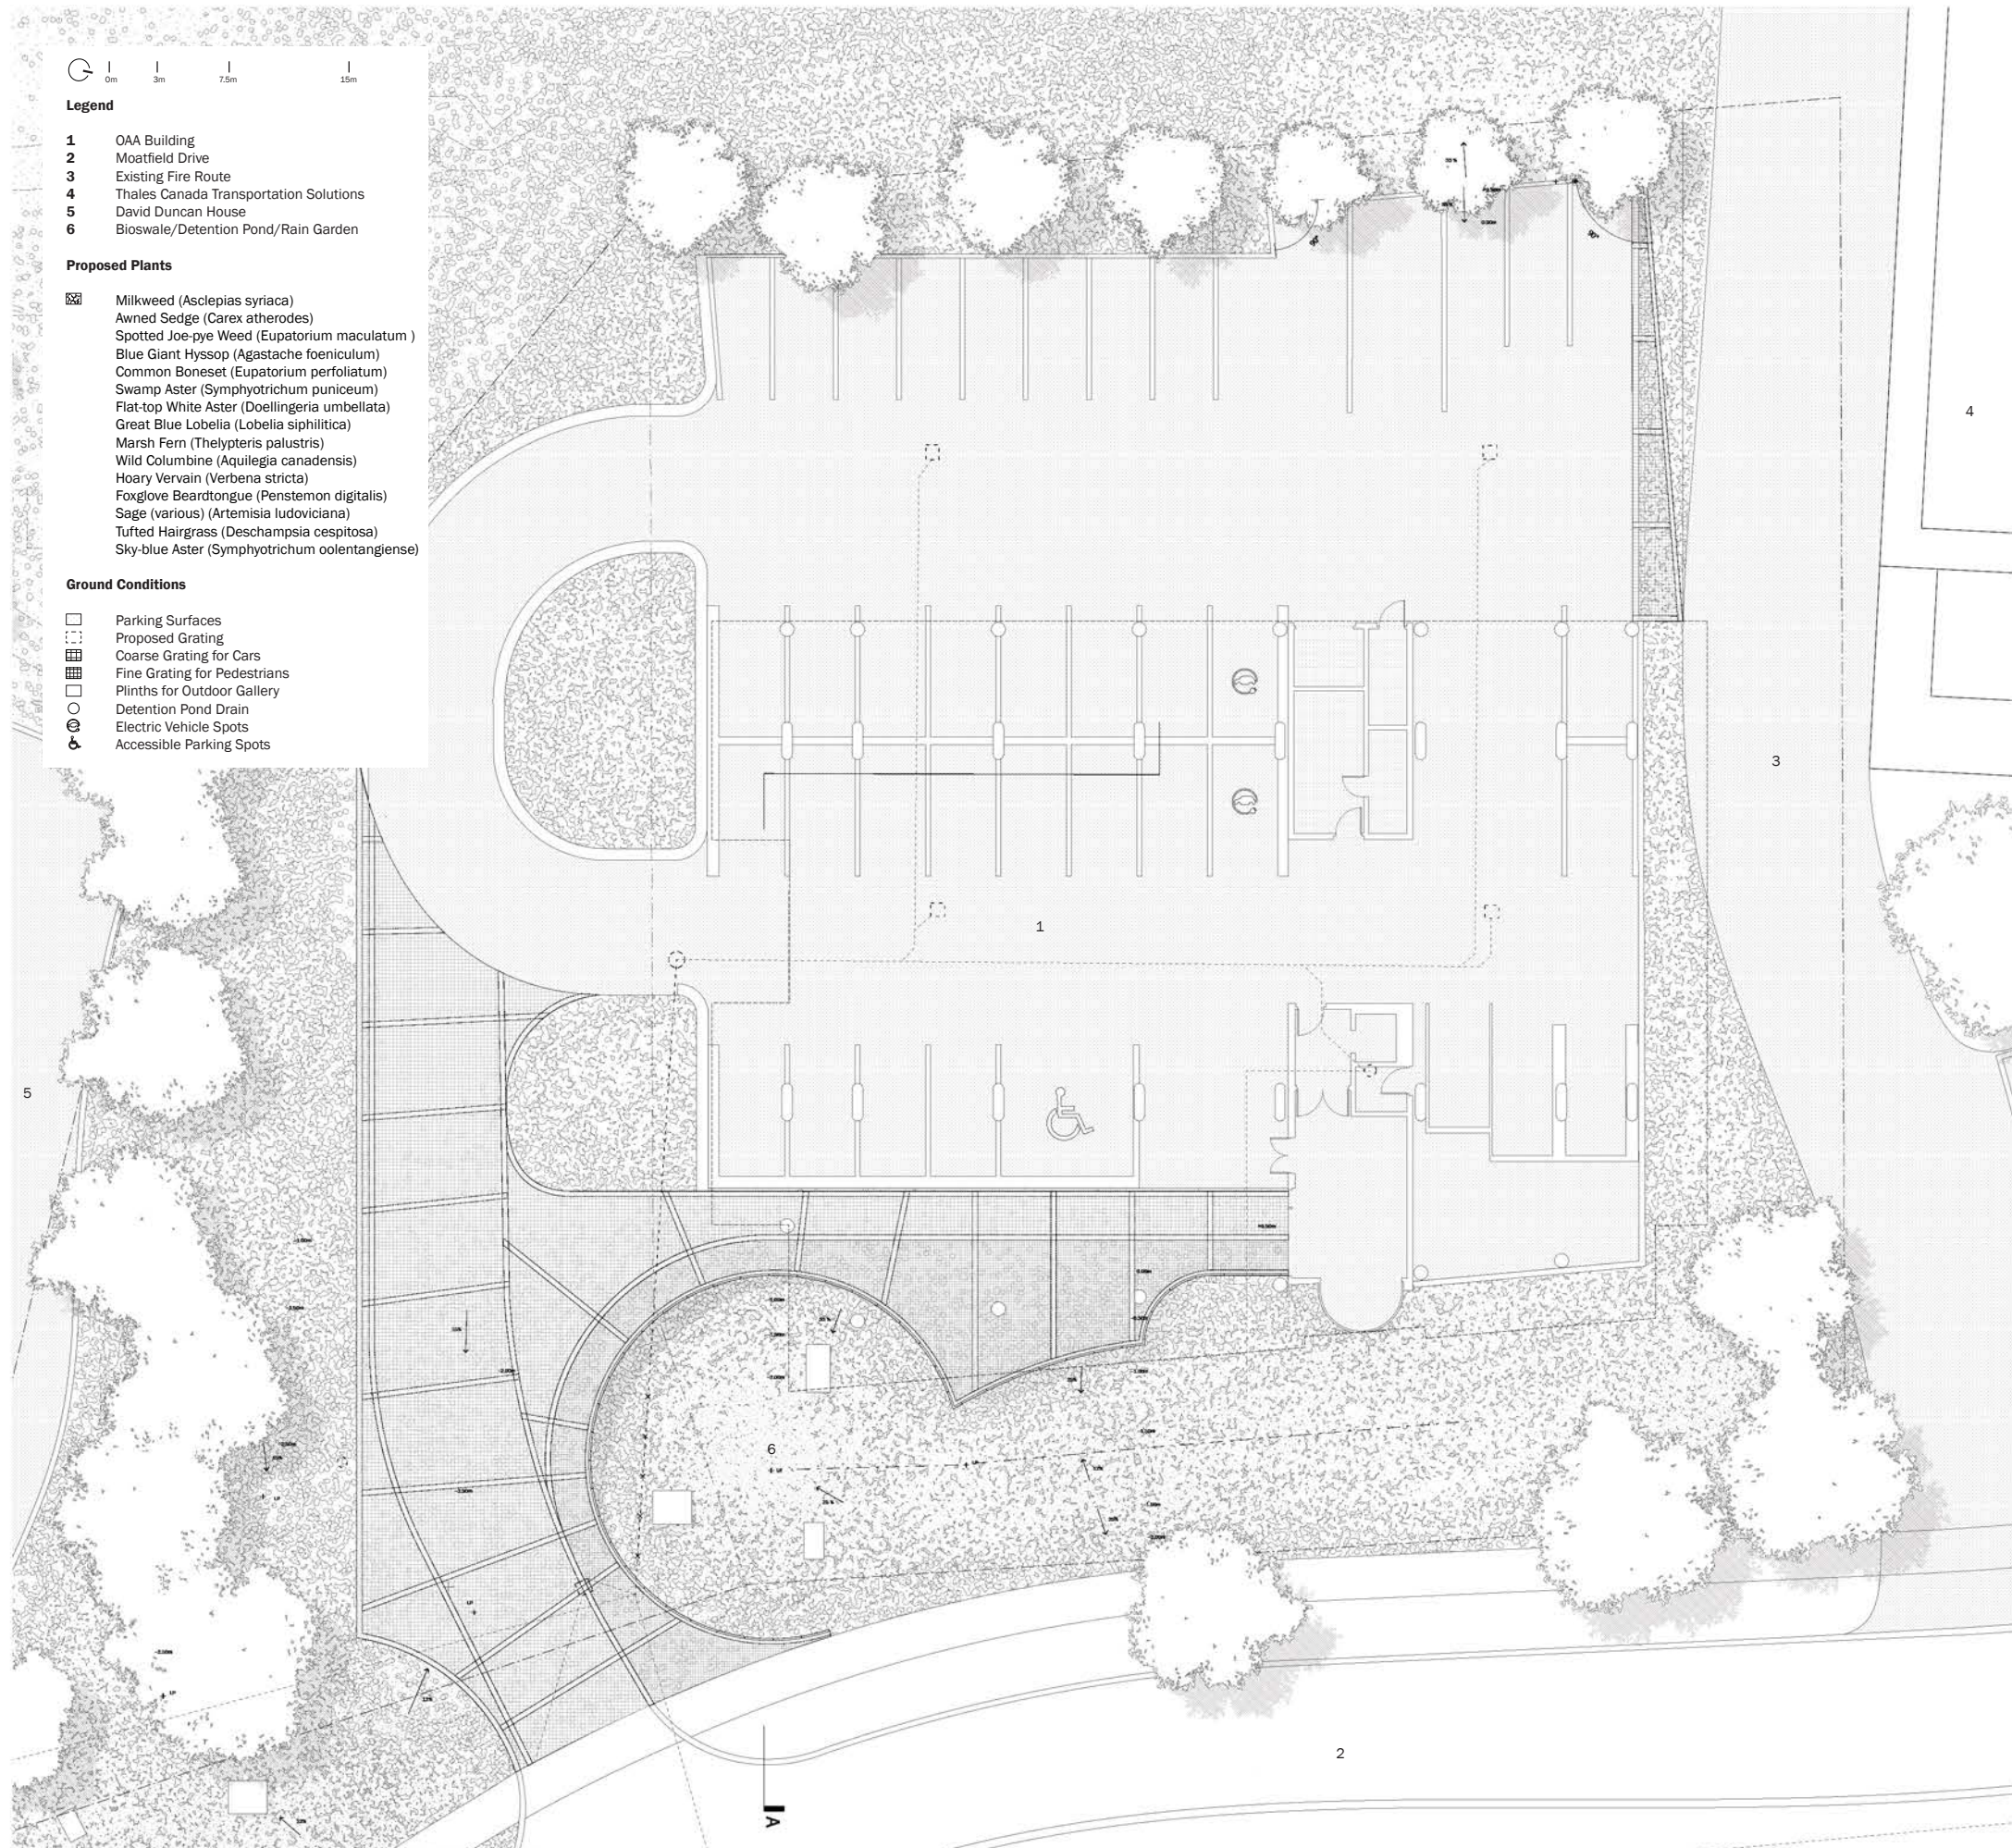 0m 3m 7.5m 15m
Legend
1 OAA Building
2 Moatfield Drive
3 Existing Fire Route
4 Thales Canada Transportation Solutions
5 David Duncan House
6 Bioswale/Detention Pond/Rain Garden
Proposed Plants
Milkweed (Asclepias syriaca)
Awned Sedge (Carex atherodes)
Spotted Joe-pye Weed (Eupatorium maculatum )
Blue Giant Hyssop (Agastache foeniculum)
Common Boneset (Eupatorium perfoliatum)
Swamp Aster (Symphyotrichum puniceum)
Flat-top White Aster (Doellingeria umbellata)
Great Blue Lobelia (Lobelia siphilitica)
Marsh Fern (Thelypteris palustris)
Wild Columbine (Aquilegia canadensis)
Hoary Vervain (Verbena stricta)
Foxglove Beardtongue (Penstemon digitalis)
Sage (various) (Artemisia ludoviciana)
Tufted Hairgrass (Deschampsia cespitosa)
Sky-blue Aster (Symphyotrichum oolentangiense)
Ground Conditions
Parking Surfaces
Proposed Grating
Coarse Grating for Cars
Fine Grating for Pedestrians
Plinths for Outdoor Gallery
Detention Pond Drain
Electric Vehicle Spots
Accessible Parking Spots
90°
90°
4
3
1
5
6
2
A